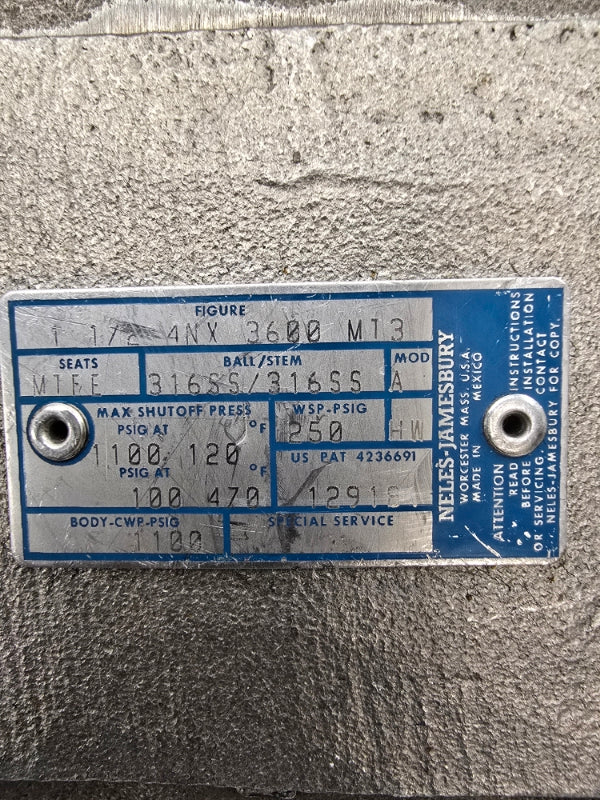 FIGURE
1 1/2 4NX 3600 MT3
SEATS BALL/STEM MOD
MTFE 316SS/316SS A
MAX SHUTOFF PRESS WSP-PSIG
PSIG AT °F 250 HW
1100 120
PSIG AT °F US PAT 4236691
100 470
BODY-CWP-PSIG SPECIAL SERVICE
1100
NELES-JAMESBURY
WORCESTER MASS. U.S.A.
MADE IN MEXICO
ATTENTION
READ INSTRUCTIONS
BEFORE INSTALLATION
OR SERVICING. CONTACT
NELES-JAMESBURY FOR COPY.